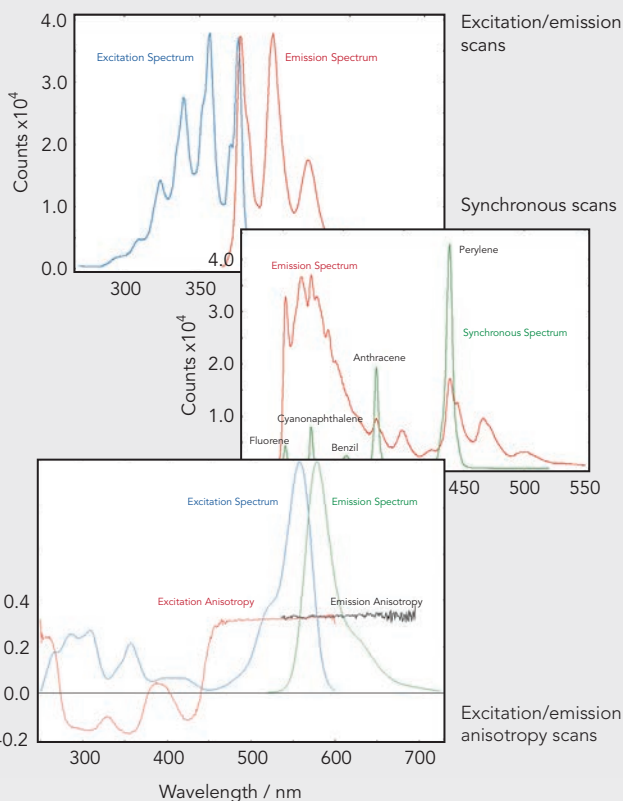 4.0
Excitation/emission
scans
Excitation Spectrum
Emission Spectrum
3.0
Counts x10⁴
2.0
1.0
0.0
300
350
Synchronous scans
4.0
Perylene
Emission Spectrum
3.0
Synchronous Spectrum
Counts x10⁴
2.0
Anthracene
1.0
Cyanonaphthalene
Fluorene
Benzil
450
500
550
Excitation Spectrum
Emission Spectrum
0.4
Excitation Anisotropy
Emission Anisotropy
0.2
0.0
-0.2
Excitation/emission
anisotropy scans
300
400
500
600
700
Wavelength / nm